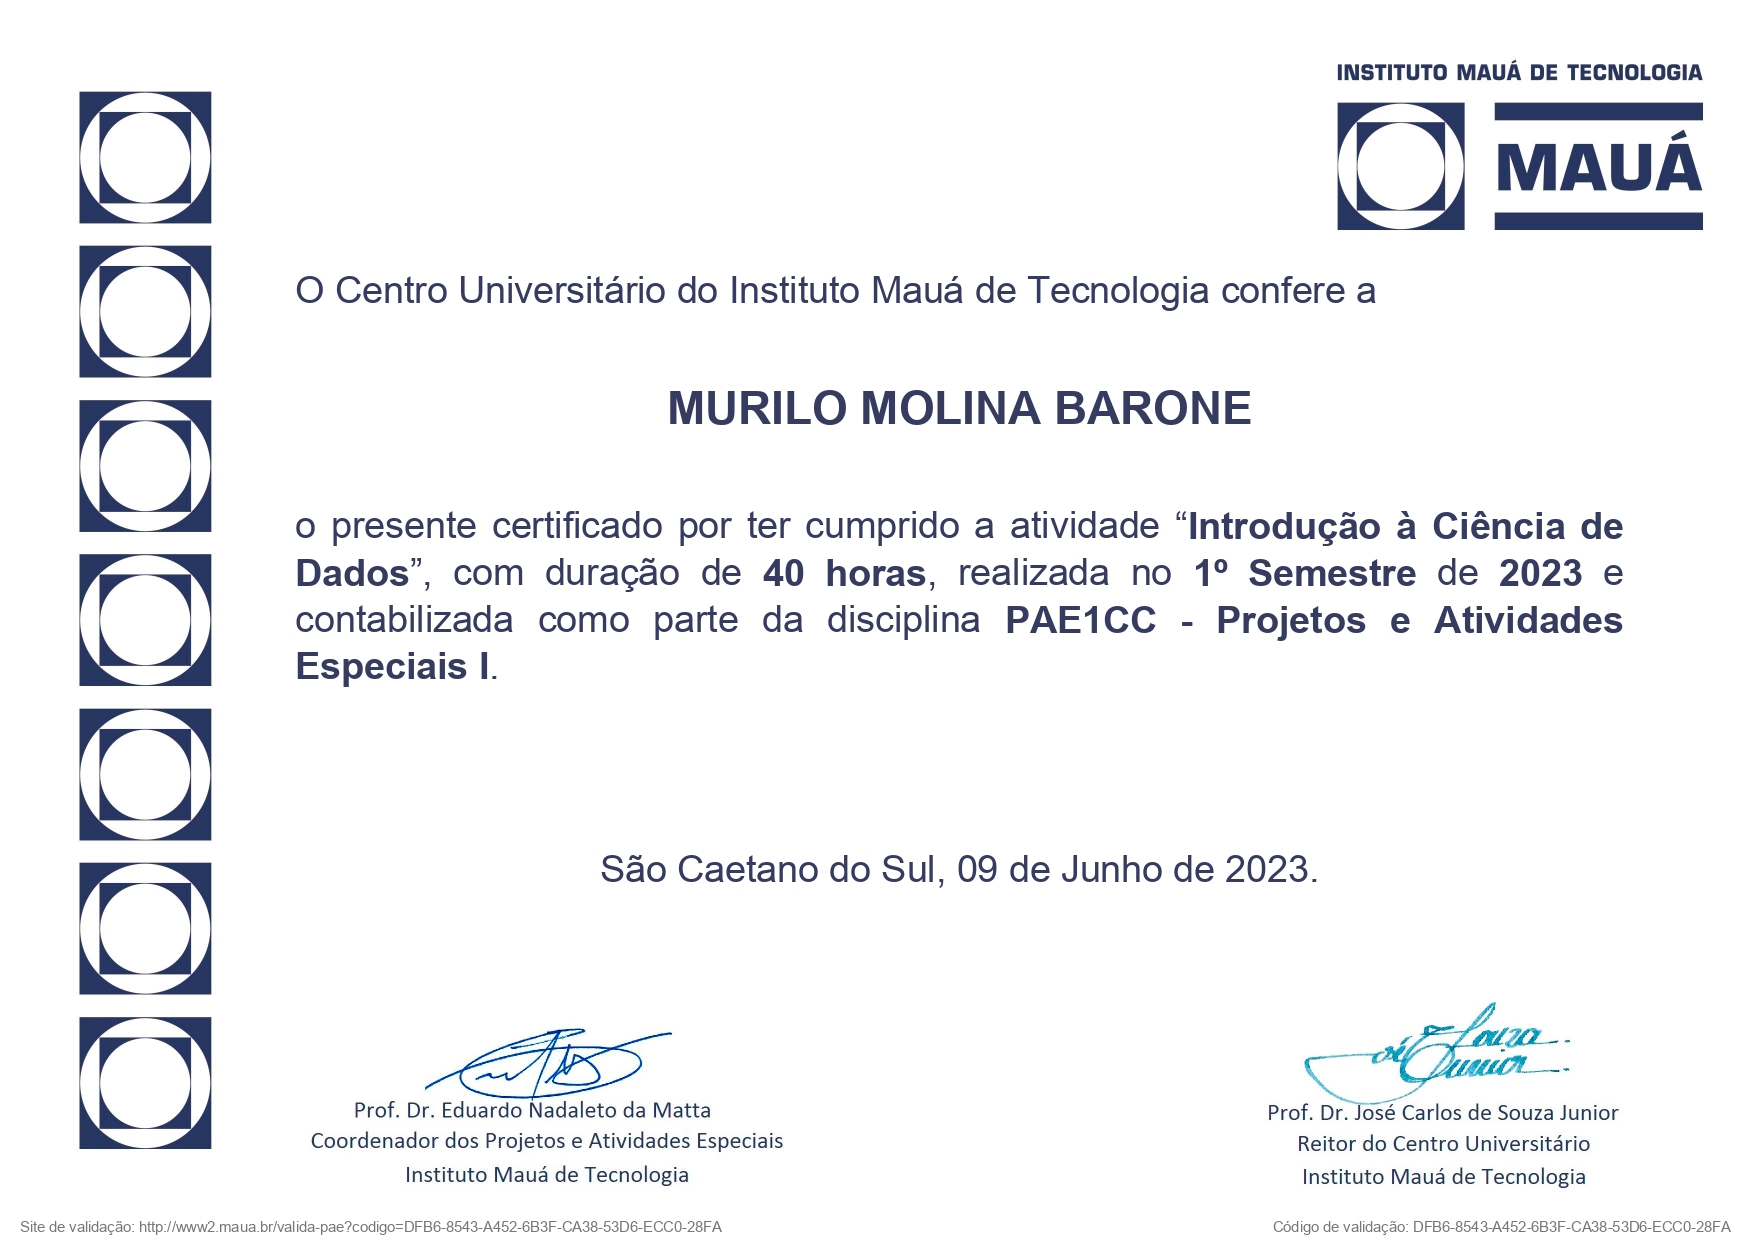 INSTITUTO MAUÁ DE TECNOLOGIA
MAUÁ
O Centro Universitário do Instituto Mauá de Tecnologia confere a
MURILO MOLINA BARONE
o presente certificado por ter cumprido a atividade “Introdução à Ciência de
Dados”, com duração de 40 horas, realizada no 1º Semestre de 2023 e
contabilizada como parte da disciplina PAE1CC - Projetos e Atividades
Especiais I.
São Caetano do Sul, 09 de Junho de 2023.
Prof. Dr. Eduardo Nadaleto da Matta
Coordenador dos Projetos e Atividades Especiais
Instituto Mauá de Tecnologia
José Souza
Junior
Prof. Dr. José Carlos de Souza Junior
Reitor do Centro Universitário
Instituto Mauá de Tecnologia
Site de validação: http://www2.maua.br/valida-pae?codigo=DFB6-8543-A452-6B3F-CA38-53D6-ECC0-28FA
Código de validação: DFB6-8543-A452-6B3F-CA38-53D6-ECC0-28FA